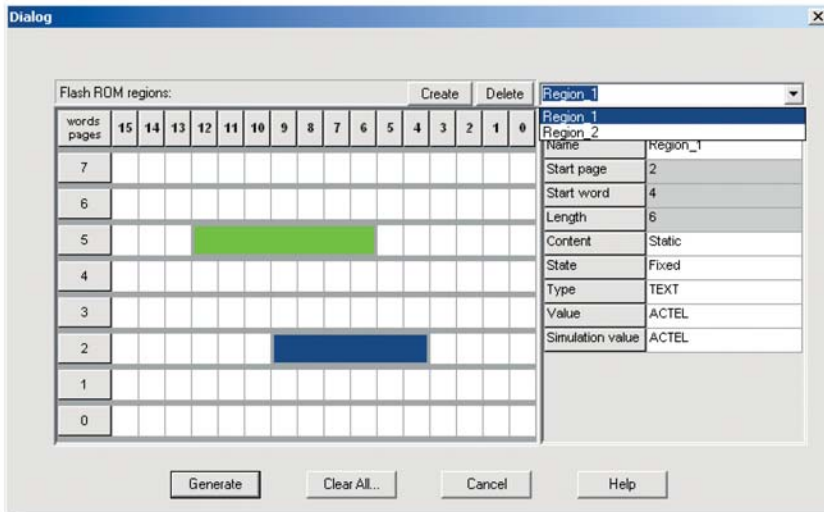 Dialog
Flash ROM regions:
Create
Delete
Region_1
Region_1
Region_2
words
pages
15 14 13 12 11 10 9 8 7 6 5 4 3 2 1 0
7
6
5
4
3
2
1
0
Name Region_1
Start page 2
Start word 4
Length 6
Content Static
State Fixed
Type TEXT
Value ACTEL
Simulation value ACTEL
Generate
Clear All...
Cancel
Help